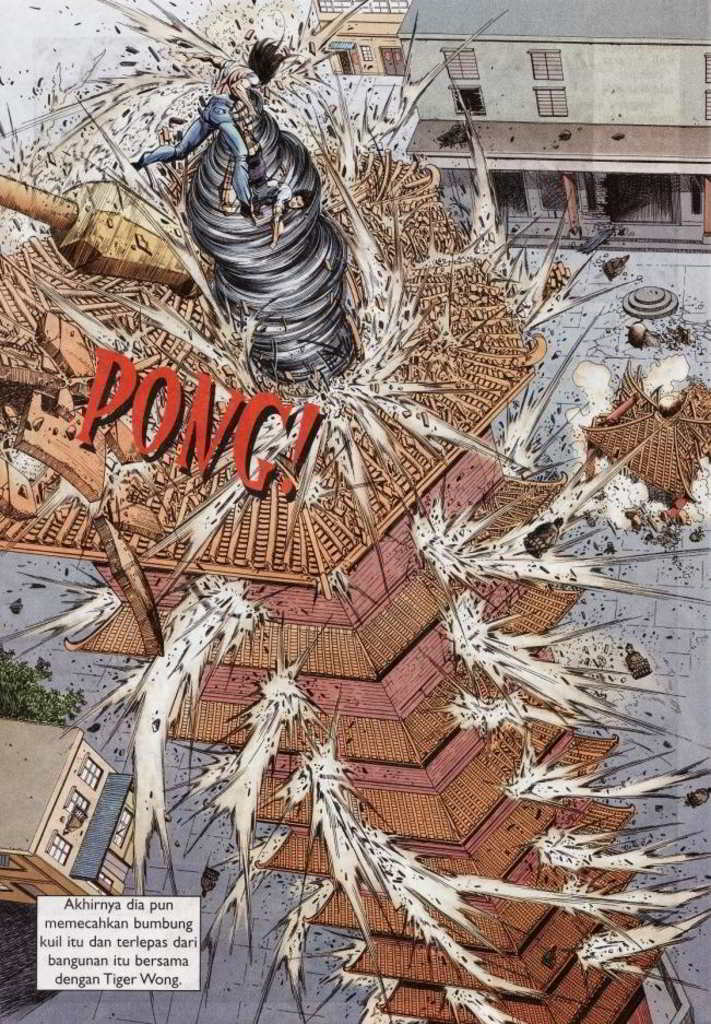 PONG!
Akhirnya dia pun
memecahkan bumbung
kuil itu dan terlepas dari
bangunan itu bersama
dengan Tiger Wong.